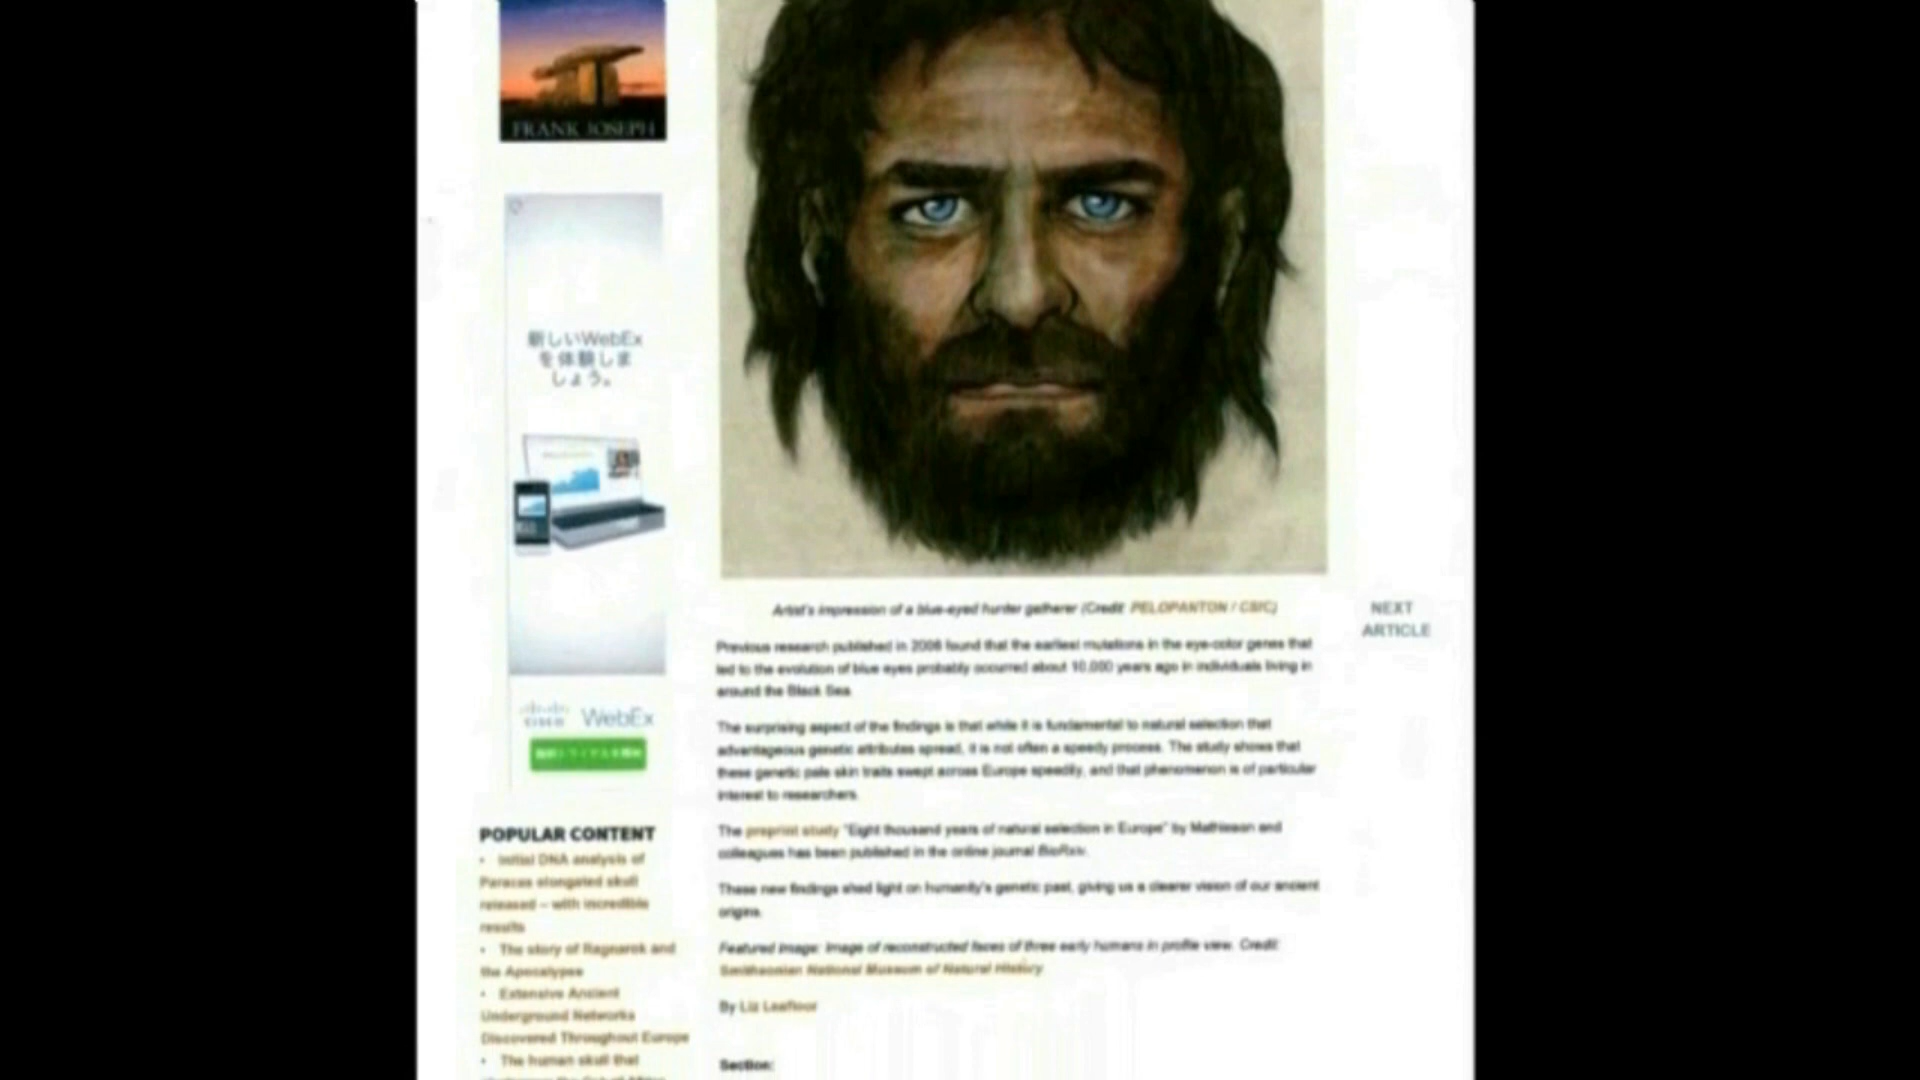 FRANK JOSEPH
新しいWebEx
を体験しま
しょう。
CISCO WebEx
POPULAR CONTENT
• Initial DNA analysis of
Paracas elongated skull
released – with incredible
results
• The story of Ragnarok and
the Apocalypse
• Extensive Ancient
Underground Networks
Discovered Throughout Europe
• The human skull that
Artist's impression of a blue-eyed hunter gatherer (Credit: PELOPANTON / CSIC)
Previous research published in 2008 found that the earliest mutations in the eye-color genes that
led to the evolution of blue eyes probably occurred about 10,000 years ago in individuals living in
around the Black Sea.
The surprising aspect of the findings is that while it is fundamental to natural selection that
advantageous genetic attributes spread, it is not often a speedy process. The study shows that
these genetic pale skin traits swept across Europe speedily, and that phenomenon is of particular
interest to researchers.
The preprint study "Eight thousand years of natural selection in Europe" by Mathieson and
colleagues has been published in the online journal BioRxiv.
These new findings shed light on humanity's genetic past, giving us a clearer vision of our ancient
origins.
Featured image: Image of reconstructed faces of three early humans in profile view. Credit:
Smithsonian National Museum of Natural History
By Liz Leafloor
Section:
NEXT
ARTICLE